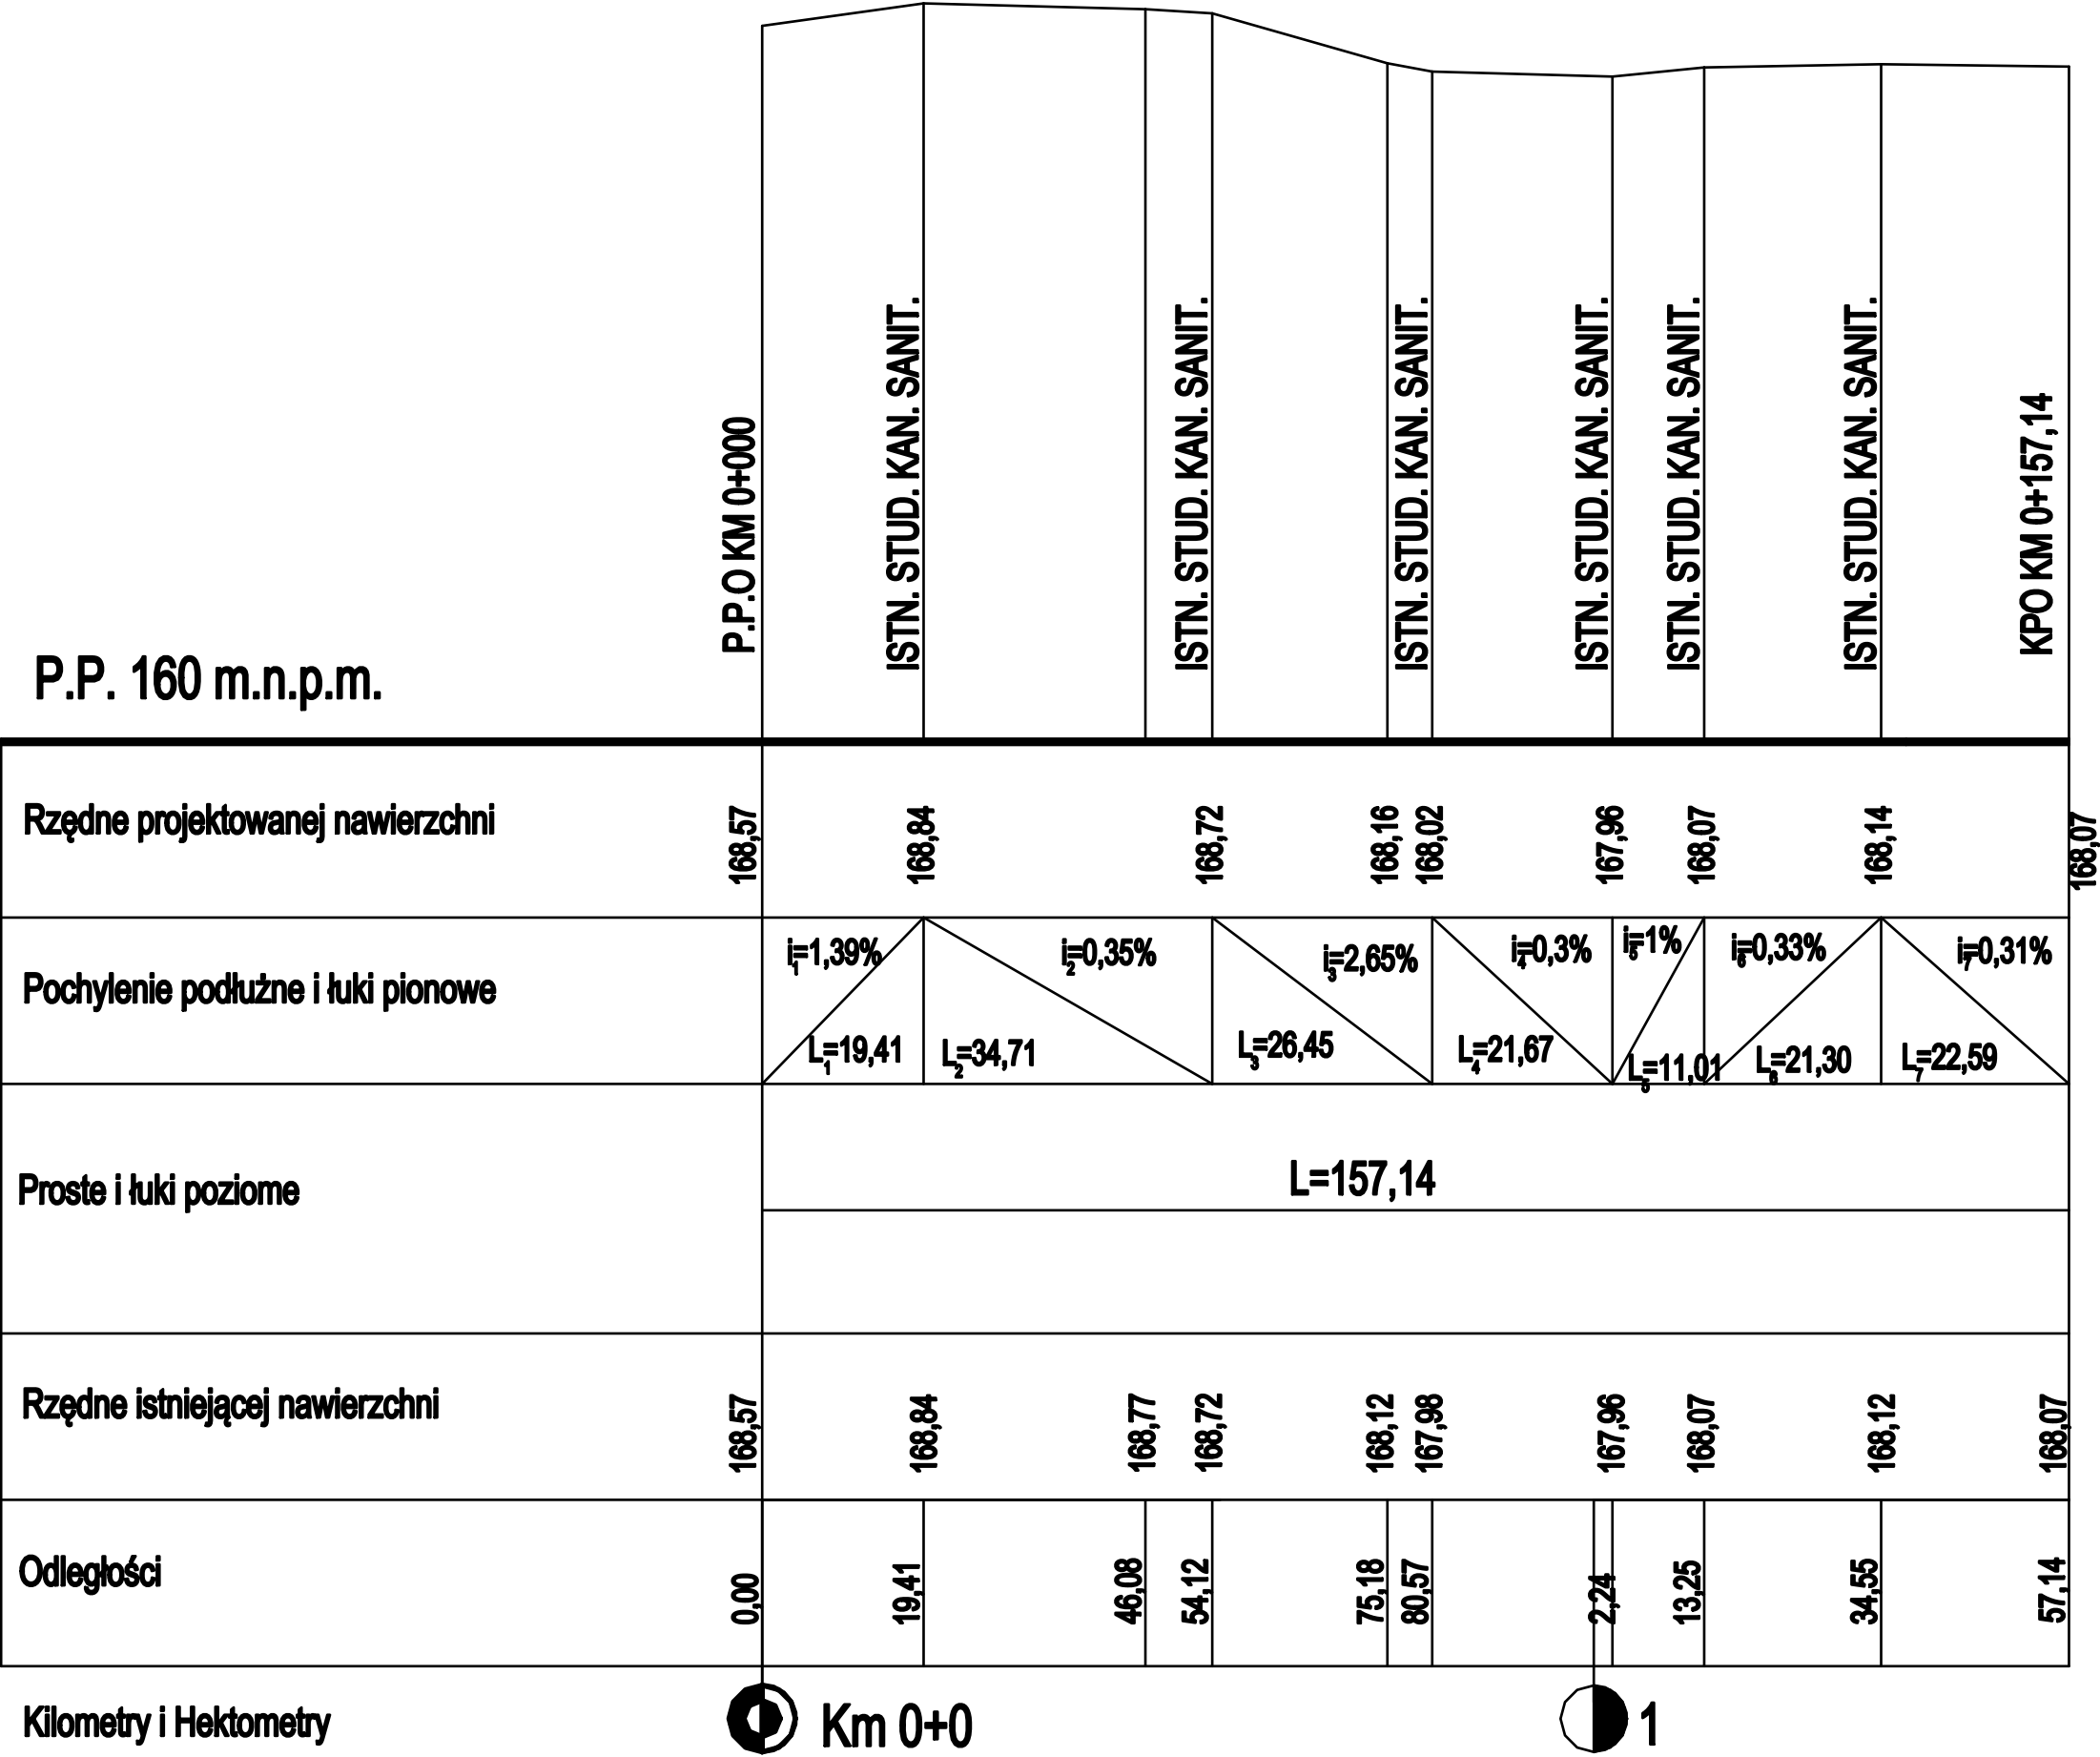 P.P.O KM 0+000
ISTN. STUD. KAN. SANIT.
ISTN. STUD. KAN. SANIT.
ISTN. STUD. KAN. SANIT.
ISTN. STUD. KAN. SANIT.
ISTN. STUD. KAN. SANIT.
ISTN. STUD. KAN. SANIT.
KPO KM 0+157,14
P.P. 160 m.n.p.m.
Rzędne projektowanej nawierzchni
168,57
168,84
168,72
168,16
168,02
167,96
168,07
168,14
168,07
Pochylenie podłużne i łuki pionowe
i₁=1,39%
i₂=0,35%
i₃=2,65%
i₄=0,3%
i₅=1%
i₆=0,33%
i₇=0,31%
L₁=19,41
L₂=34,71
L₃=26,45
L₄=21,67
L₅=11,01
L₆=21,30
L₇=22,59
Proste i łuki poziome
L=157,14
Rzędne istniejącej nawierzchni
168,57
168,84
168,77
168,72
168,12
167,98
167,96
168,07
168,12
168,07
Odległości
0,00
19,41
46,08
54,12
75,18
80,57
2,24
13,25
34,55
57,14
Kilometry i Hektometry
Km 0+0
1